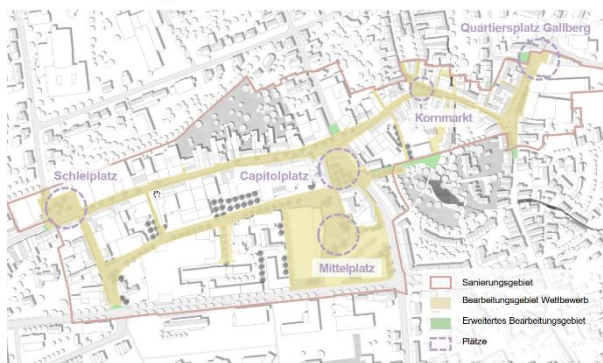 Quartiersplatz Gallberg
Kornmarkt
Schleiplatz
Capitolplatz
Mittelplatz
Sanierungsgebiet
Bearbeitungsgebiet Wettbewerb
Erweitertes Bearbeitungsgebiet
Plätze